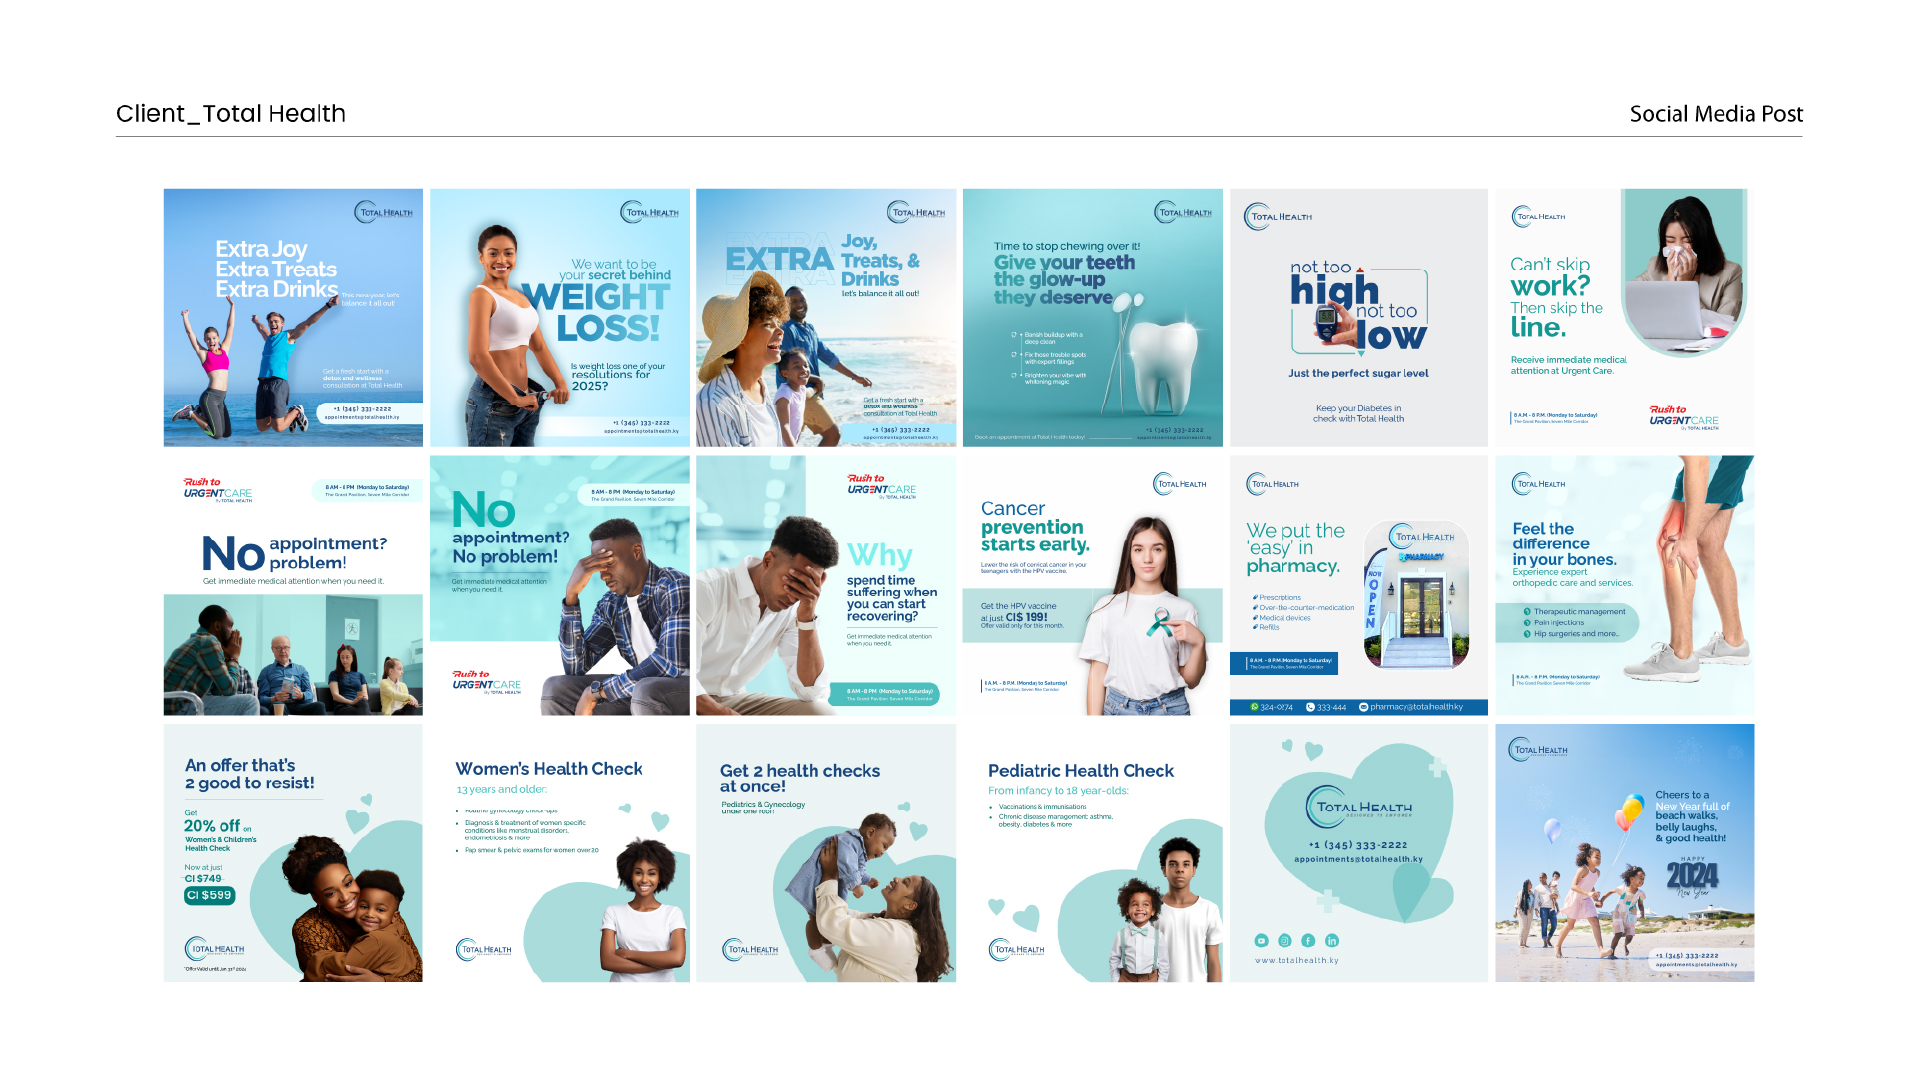 Client_Total Health
Social Media Post
TOTAL HEALTH
Extra Joy
Extra Treats
Extra Drinks
This new year, let's
balance it all out!
Get a fresh start with a
detox and wellness
consultation at Total Health
+1 (345) 333-2222
appointments@totalhealth.ky
TOTAL HEALTH
We want to be
your secret behind
WEIGHT
LOSS!
Is weight loss one of your
resolutions for
2025?
+1 (345) 333-2222
appointments@totalhealth.ky
TOTAL HEALTH
EXTRA
Joy,
Treats, &
Drinks
let's balance it all out!
Get a fresh start with a
detox and wellness
consultation at Total Health
+1 (345) 333-2222
appointments@totalhealth.ky
TOTAL HEALTH
Time to stop chewing over it!
Give your teeth
the glow-up
they deserve
+ Banish buildup with a
deep clean
+ Fix those trouble spots
with expert fillings
+ Brighten your vibe with
whitening magic
Book an appointment at Total Health today!
+1 (345) 333-2222
appointments@totalhealth.ky
TOTAL HEALTH
not too
high
not too
low
Just the perfect sugar level
Keep your Diabetes in
check with Total Health
TOTAL HEALTH
Can't skip
work?
Then skip the
line.
Receive immediate medical
attention at Urgent Care.
8 A.M. - 8 P.M. (Monday to Saturday)
The Grand Pavilion, Seven Mile Corridor
Rush to
URGENTCARE
By TOTAL HEALTH
Rush to
URGENTCARE
By TOTAL HEALTH
8 AM - 8 PM (Monday to Saturday)
The Grand Pavilion, Seven Mile Corridor
No appointment?
problem!
Get immediate medical attention when you need it.
No
appointment?
No problem!
8 AM - 8 PM (Monday to Saturday)
The Grand Pavilion, Seven Mile Corridor
Get immediate medical attention
when you need it.
Rush to
URGENTCARE
By TOTAL HEALTH
Rush to
URGENTCARE
By TOTAL HEALTH
Why
spend time
suffering when
you can start
recovering?
Get immediate medical attention
when you need it.
8 AM - 8 PM (Monday to Saturday)
The Grand Pavilion, Seven Mile Corridor
TOTAL HEALTH
Cancer
prevention
starts early.
Lower the risk of cervical cancer in your
teenagers with the HPV vaccine.
Get the HPV vaccine
at just CI$ 199!
Offer valid only for this month.
8 A.M. - 8 P.M. (Monday to Saturday)
The Grand Pavilion, Seven Mile Corridor
TOTAL HEALTH
We put the
'easy' in
pharmacy.
Prescriptions
Over-the-counter-medication
Medical devices
Refills
TOTAL HEALTH
PHARMACY
NOW
OPEN
8 A.M. - 8 P.M. (Monday to Saturday)
The Grand Pavilion, Seven Mile Corridor
324-0274
333-444
pharmacy@totalhealth.ky
TOTAL HEALTH
Feel the
difference
in your bones.
Experience expert
orthopedic care and services.
Therapeutic management
Pain injections
Hip surgeries and more...
8 A.M. - 8 P.M. (Monday to Saturday)
The Grand Pavilion, Seven Mile Corridor
An offer that's
2 good to resist!
Get
20% off on
Women's & Children's
Health Check
Now at just
CI $749
CI $599
TOTAL HEALTH
DESIGNED TO EMPOWER
*Offer Valid until Jan 31st 2024
Women's Health Check
13 years and older:
Routine gynecology check-ups
Diagnosis & treatment of women specific
conditions like menstrual disorders,
endometriosis & more
Pap smear & pelvic exams for women over 20
TOTAL HEALTH
DESIGNED TO EMPOWER
Get 2 health checks
at once!
Pediatrics & Gynecology
under one roof!
TOTAL HEALTH
DESIGNED TO EMPOWER
Pediatric Health Check
From infancy to 18 year-olds:
Vaccinations & immunisations
Chronic disease management: asthma,
obesity, diabetes & more
TOTAL HEALTH
DESIGNED TO EMPOWER
TOTAL HEALTH
DESIGNED TO EMPOWER
+1 (345) 333-2222
appointments@totalhealth.ky
www.totalhealth.ky
TOTAL HEALTH
DESIGNED TO EMPOWER
Cheers to a
New Year full of
beach walks,
belly laughs,
& good health!
HAPPY
2024
New Year
+1 (345) 333-2222
appointments@totalhealth.ky